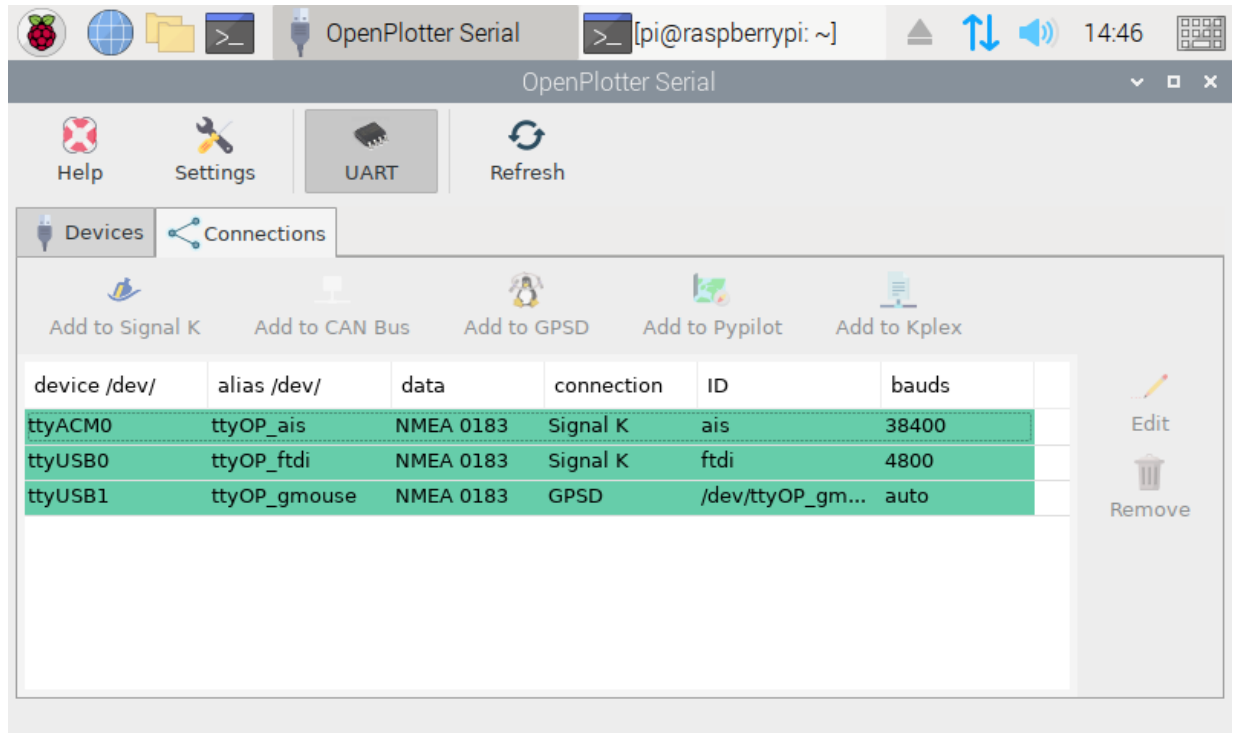 OpenPlotter Serial [pi@raspberrypi: ~] 14:46
OpenPlotter Serial
Help Settings UART Refresh
Devices Connections
Add to Signal K Add to CAN Bus Add to GPSD Add to Pypilot Add to Kplex
device /dev/ alias /dev/ data connection ID bauds
ttyACM0 ttyOP_ais NMEA 0183 Signal K ais 38400
Edit
ttyUSB0 ttyOP_ftdi NMEA 0183 Signal K ftdi 4800
ttyUSB1 ttyOP_gmouse NMEA 0183 GPSD /dev/ttyOP_gm... auto
Remove